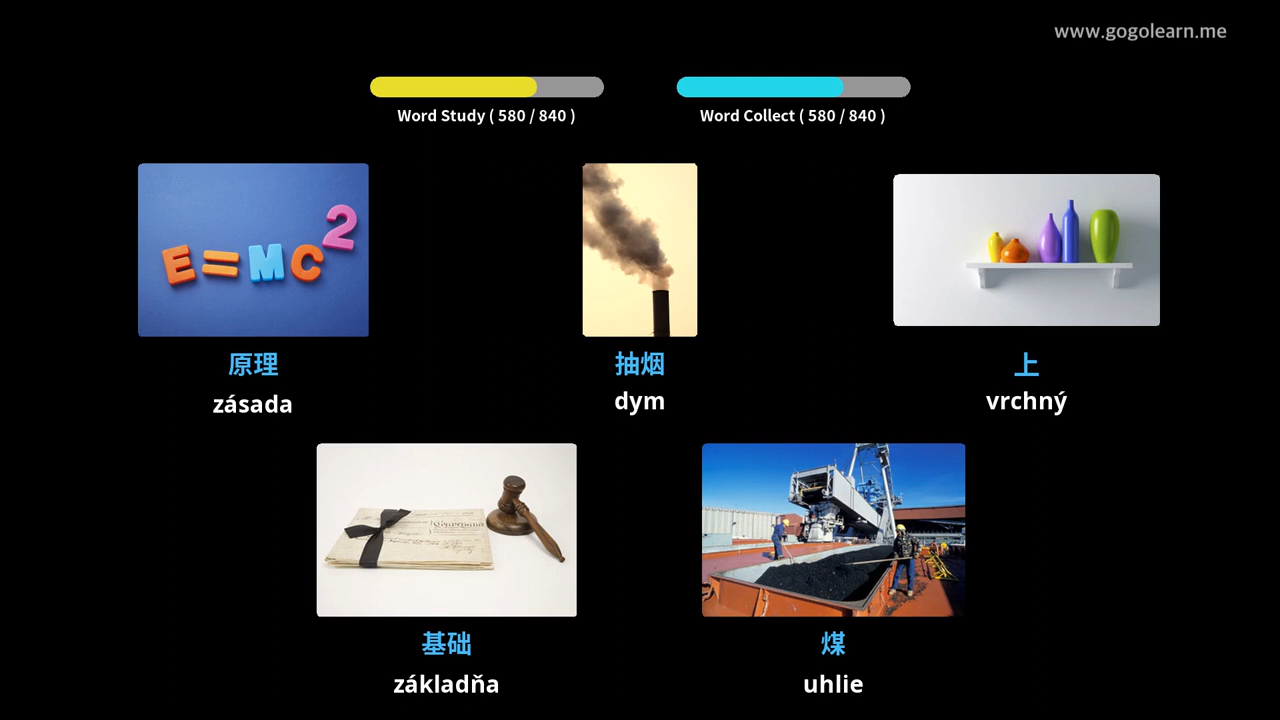 www.gogolearn.me
Word Study ( 580 / 840 )
Word Collect ( 580 / 840 )
E=MC2
原理
zásada
抽烟
dym
上
vrchný
基础
základňa
煤
uhlie